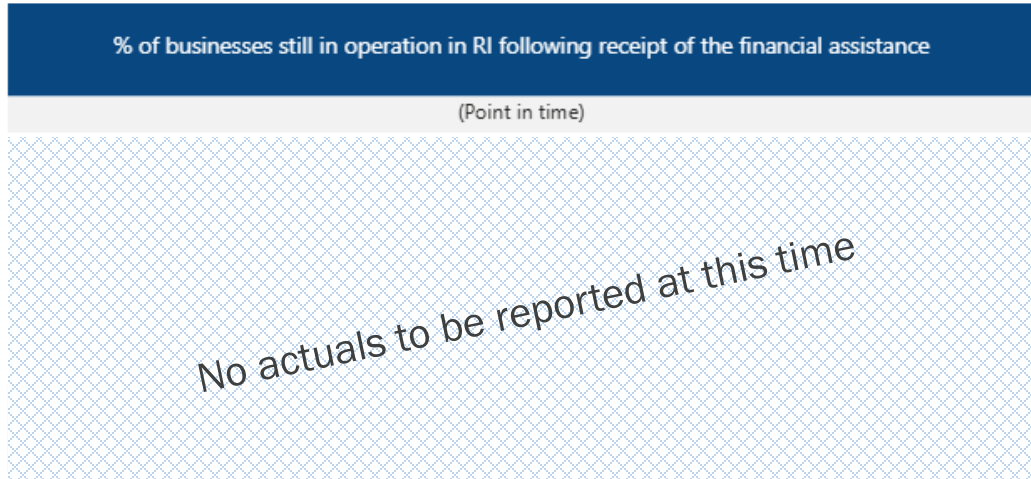 % of businesses still in operation in RI following receipt of the financial assistance
(Point in time)
No actuals to be reported at this time